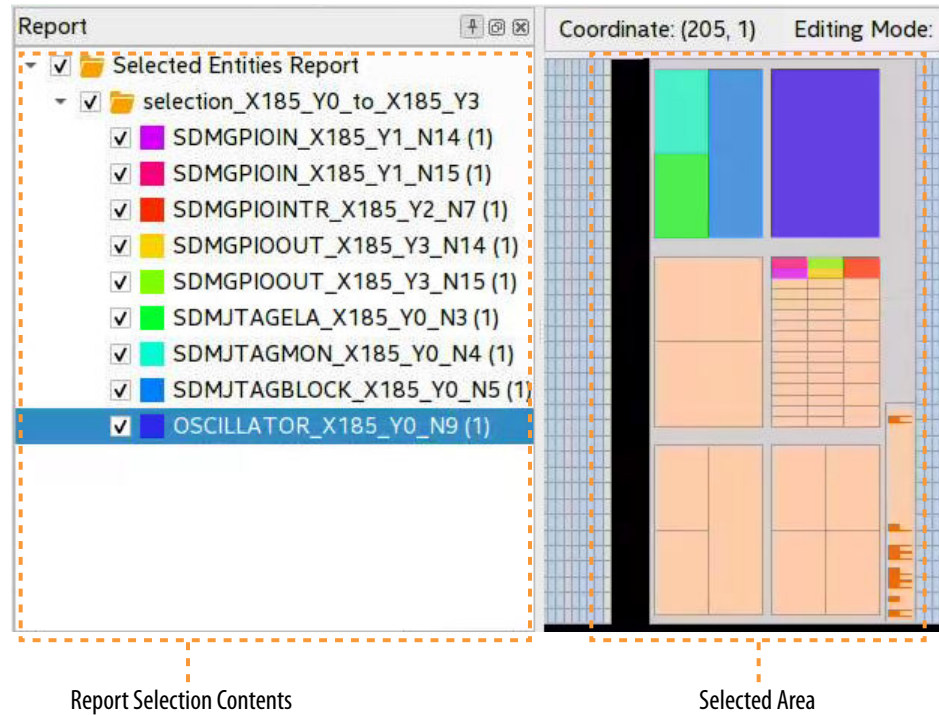 Report
Coordinate: (205, 1) Editing Mode:
Selected Entities Report
selection_X185_Y0_to_X185_Y3
SDMGPIOIN_X185_Y1_N14 (1)
SDMGPIOIN_X185_Y1_N15 (1)
SDMGPIOINTR_X185_Y2_N7 (1)
SDMGPIOOUT_X185_Y3_N14 (1)
SDMGPIOOUT_X185_Y3_N15 (1)
SDMJTAGELA_X185_Y0_N3 (1)
SDMJTAGMON_X185_Y0_N4 (1)
SDMJTAGBLOCK_X185_Y0_N5 (1)
OSCILLATOR_X185_Y0_N9 (1)
Report Selection Contents
Selected Area